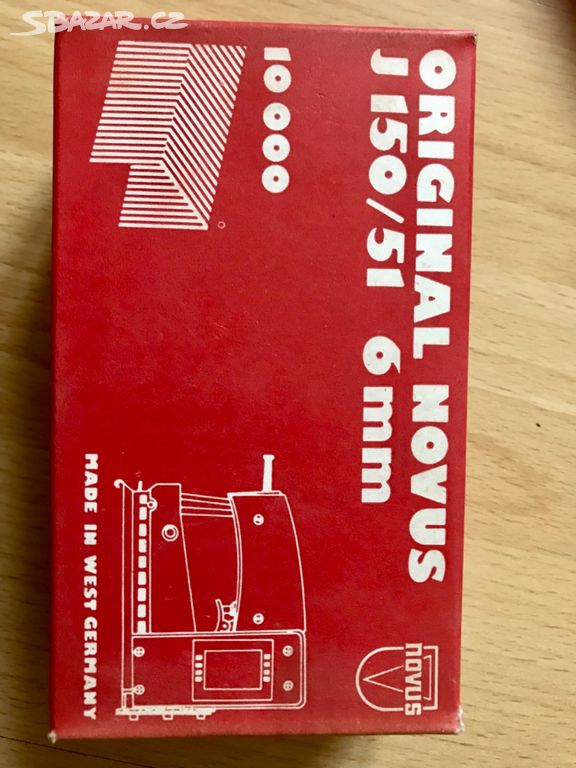 SBAZAR.CZ
ORIGINAL NOVUS
J 150/51 6 mm
10 000
novus
MADE IN WEST GERMANY